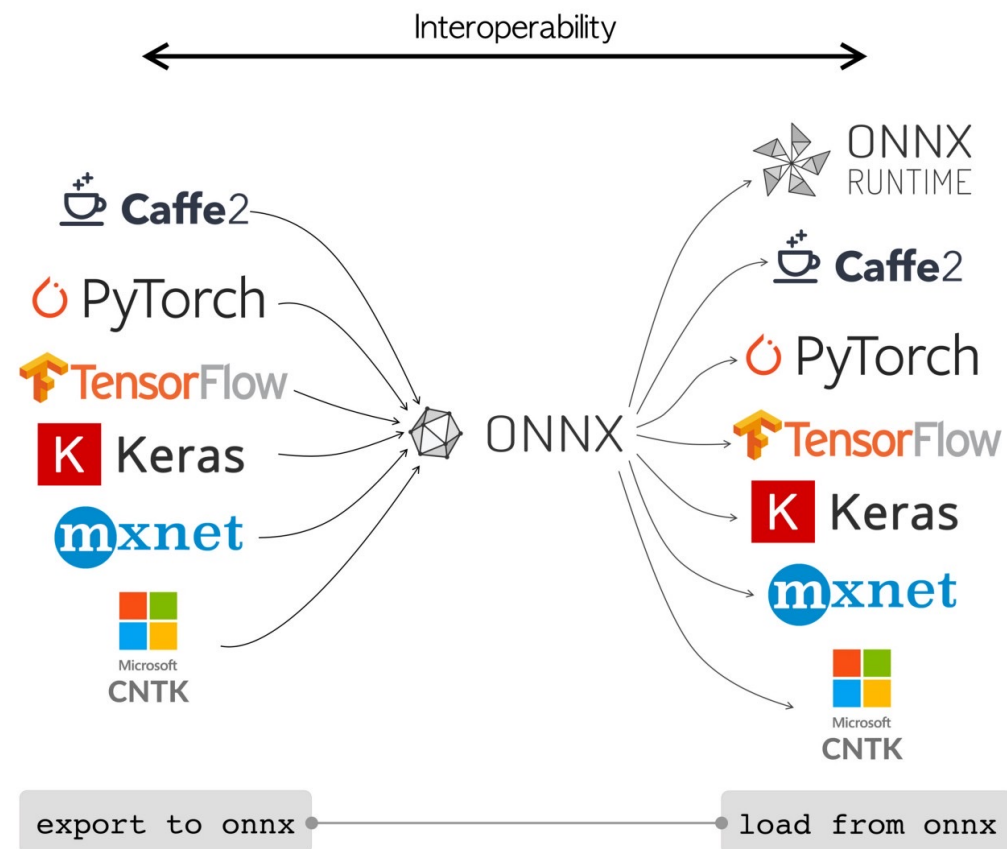 Interoperability
Caffe2
PyTorch
TensorFlow
K Keras
mxnet
Microsoft
CNTK
ONNX
ONNX
RUNTIME
Caffe2
PyTorch
TensorFlow
K Keras
mxnet
Microsoft
CNTK
export to onnx
load from onnx